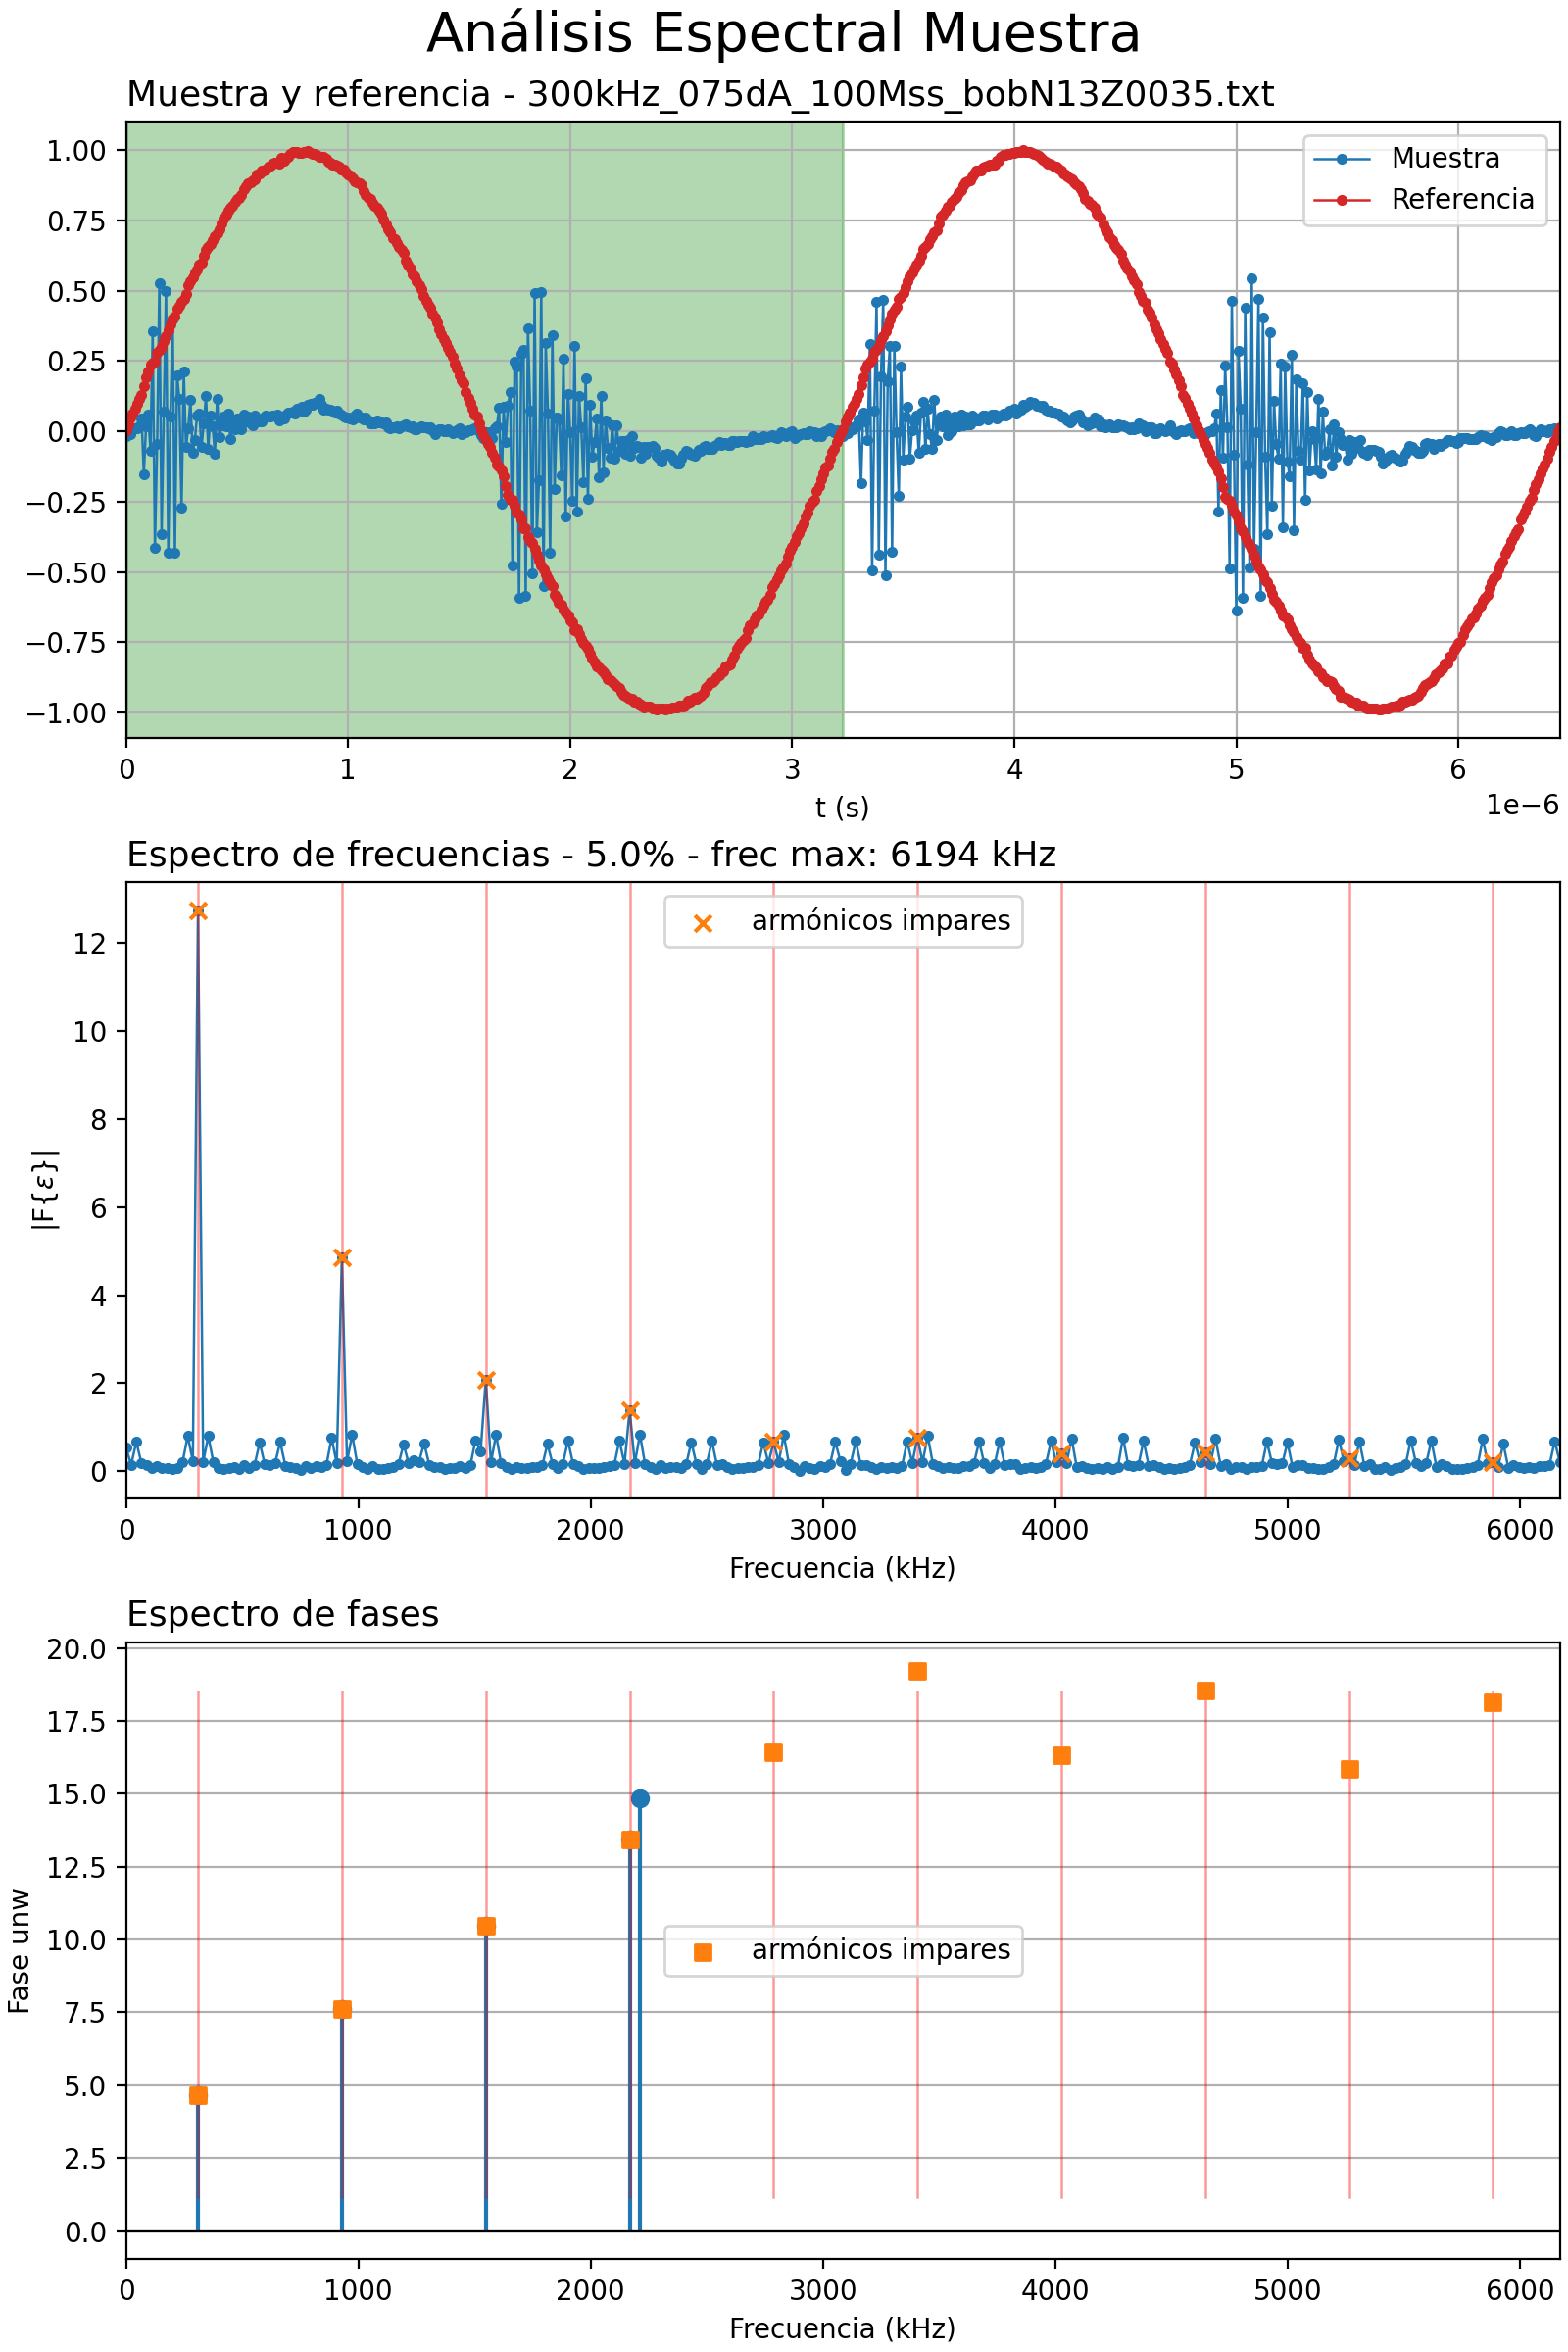 Análisis Espectral Muestra
Muestra y referencia - 300kHz_075dA_100Mss_bobN13Z0035.txt
1.00
0.75
0.50
0.25
0.00
−0.25
−0.50
−0.75
−1.00
Muestra
Referencia
0 1 2 3 4 5 6
1e−6
t (s)
Espectro de frecuencias - 5.0% - frec max: 6194 kHz
12
10
8
6
4
2
0
|F{ε}|
armónicos impares
0 1000 2000 3000 4000 5000 6000
Frecuencia (kHz)
Espectro de fases
20.0
17.5
15.0
12.5
10.0
7.5
5.0
2.5
0.0
Fase unw
armónicos impares
0 1000 2000 3000 4000 5000 6000
Frecuencia (kHz)